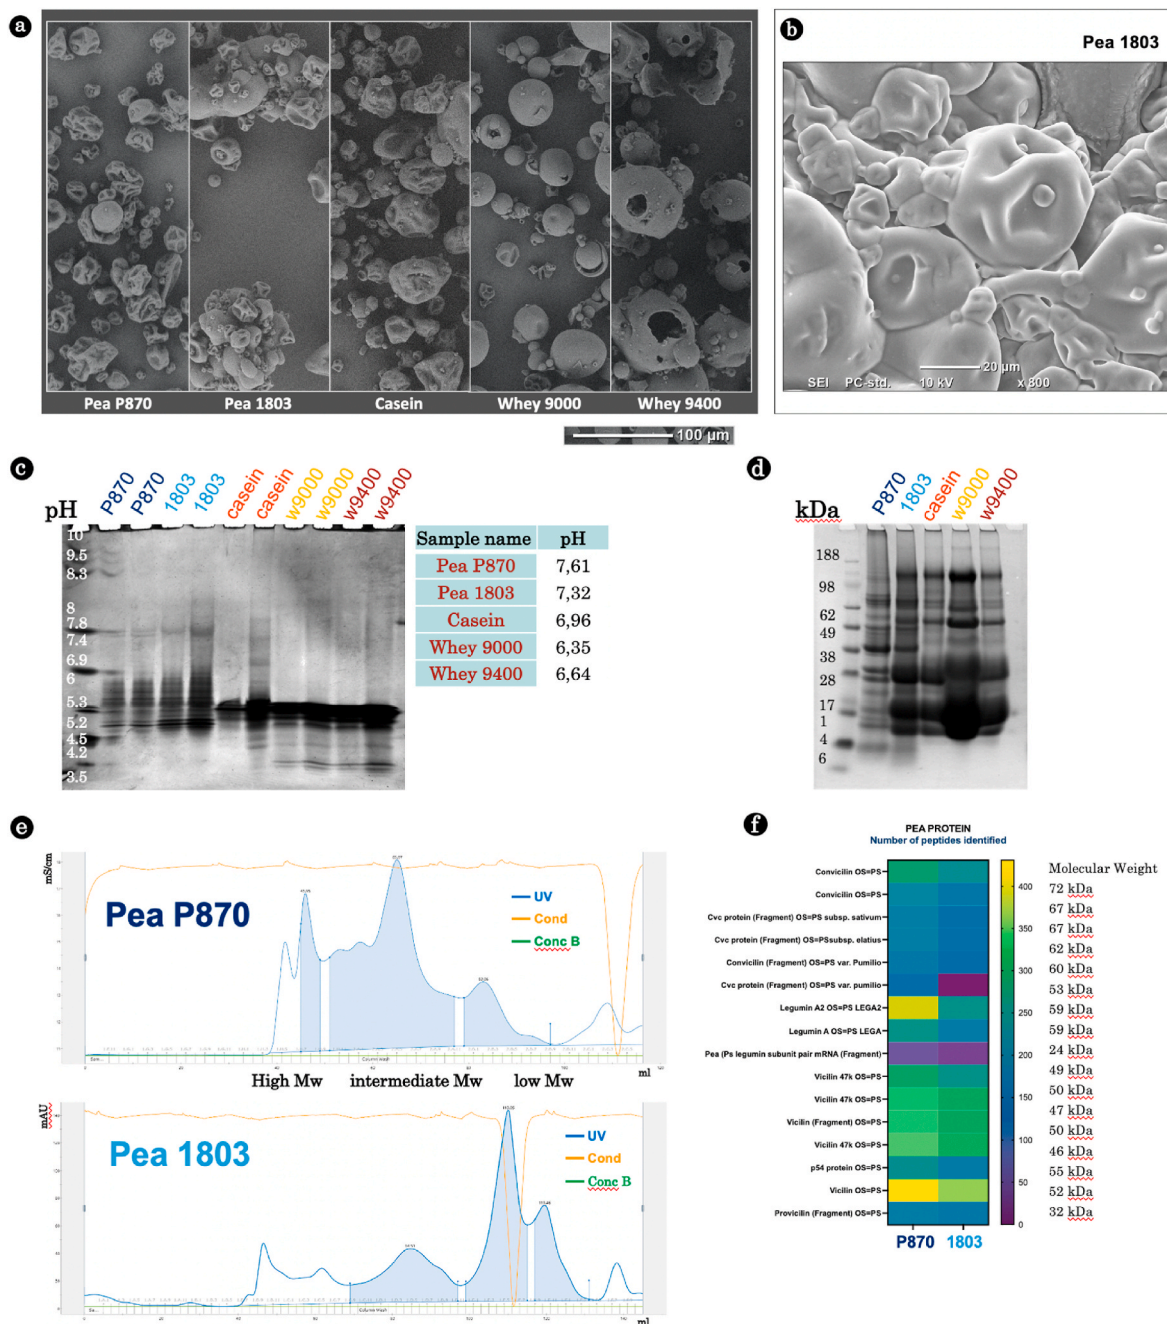 a
Pea P870
Pea 1803
Casein
Whey 9000
Whey 9400
100 µm
b
Pea 1803
20 µm
SEI
PC-std.
10 kV
x 800
c
P870
P870
1803
1803
casein
casein
w9000
w9000
w9400
w9400
pH
10
9.5
8.3
8
7.8
7.4
6.9
6
5.3
5.2
4.5
4.2
3.5
Sample name pH
Pea P870 7,61
Pea 1803 7,32
Casein 6,96
Whey 9000 6,35
Whey 9400 6,64
d
P870
1803
casein
w9000
w9400
kDa
188
98
62
49
38
28
17
1
4
6
e
mS/cm
Pea P870
UV
Cond
Conc B
ml
High Mw intermediate Mw low Mw
mAU
Pea 1803
UV
Cond
Conc B
ml
f
PEA PROTEIN
Number of peptides identified
Molecular Weight
Convicilin OS=PS
72 kDa
Convicilin OS=PS
67 kDa
Cvc protein (Fragment) OS=PS subsp. sativum
67 kDa
Cvc protein (Fragment) OS=PSsubsp. elatius
62 kDa
Convicilin (Fragment) OS=PS var. Pumilio
60 kDa
Cvc protein (Fragment) OS=PS var. pumilio
53 kDa
Legumin A2 OS=PS LEGA2
59 kDa
Legumin A OS=PS LEGA
59 kDa
Pea (Ps legumin subunit pair mRNA (Fragment)
24 kDa
Vicilin 47k OS=PS
49 kDa
Vicilin 47k OS=PS
50 kDa
Vicilin (Fragment) OS=PS
47 kDa
Vicilin 47k OS=PS
50 kDa
46 kDa
p54 protein OS=PS
55 kDa
Vicilin OS=PS
52 kDa
Provicilin (Fragment) OS=PS
32 kDa
400
350
300
250
200
150
100
50
0
P870
1803